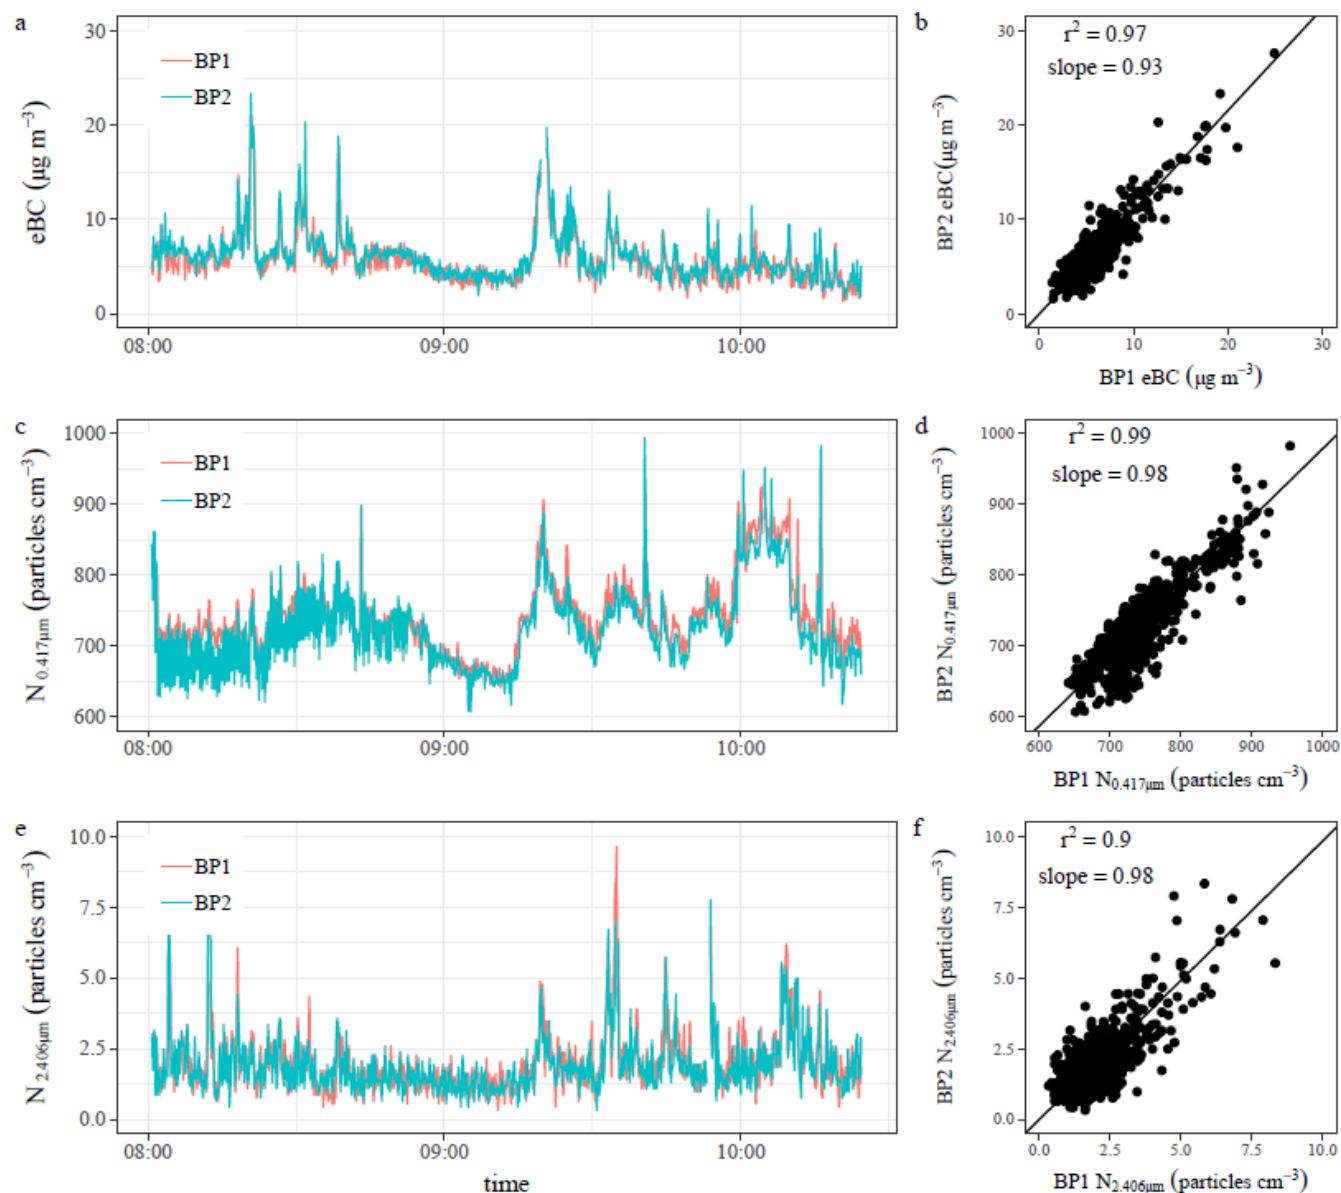 a
30
20
10
0
eBC (μg m⁻³)
BP1
BP2
08:00
09:00
10:00
b
r² = 0.97
slope = 0.93
30
20
10
0
BP2 eBC(μg m⁻³)
0
10
20
30
BP1 eBC (μg m⁻³)
c
1000
900
800
700
600
N0.417μm (particles cm⁻³)
BP1
BP2
08:00
09:00
10:00
d
r² = 0.99
slope = 0.98
1000
900
800
700
600
BP2 N0.417μm (particles cm⁻³)
600
700
800
900
1000
BP1 N0.417μm (particles cm⁻³)
e
10.0
7.5
5.0
2.5
0.0
N2.406μm (particles cm⁻³)
BP1
BP2
08:00
09:00
10:00
time
f
r² = 0.9
slope = 0.98
10.0
7.5
5.0
2.5
0.0
BP2 N2.406μm (particles cm⁻³)
0.0
2.5
5.0
7.5
10.0
BP1 N2.406μm (particles cm⁻³)